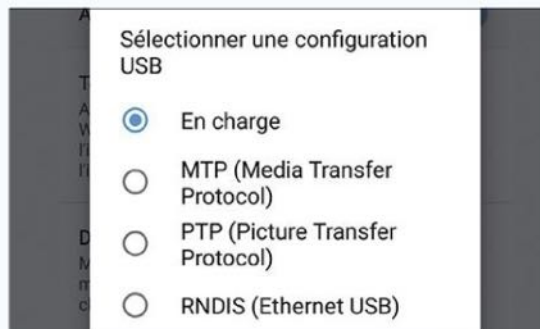 Sélectionner une configuration
USB
En charge
MTP (Media Transfer
Protocol)
PTP (Picture Transfer
Protocol)
RNDIS (Ethernet USB)